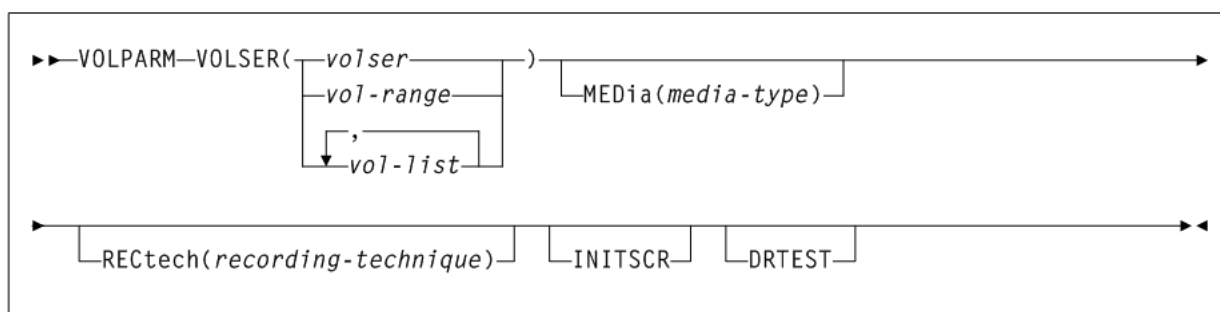 VOLPARM VOLSER( volser ) MEDia(media-type)
vol-range
,
vol-list
RECtech(recording-technique) INITSCR DRTEST